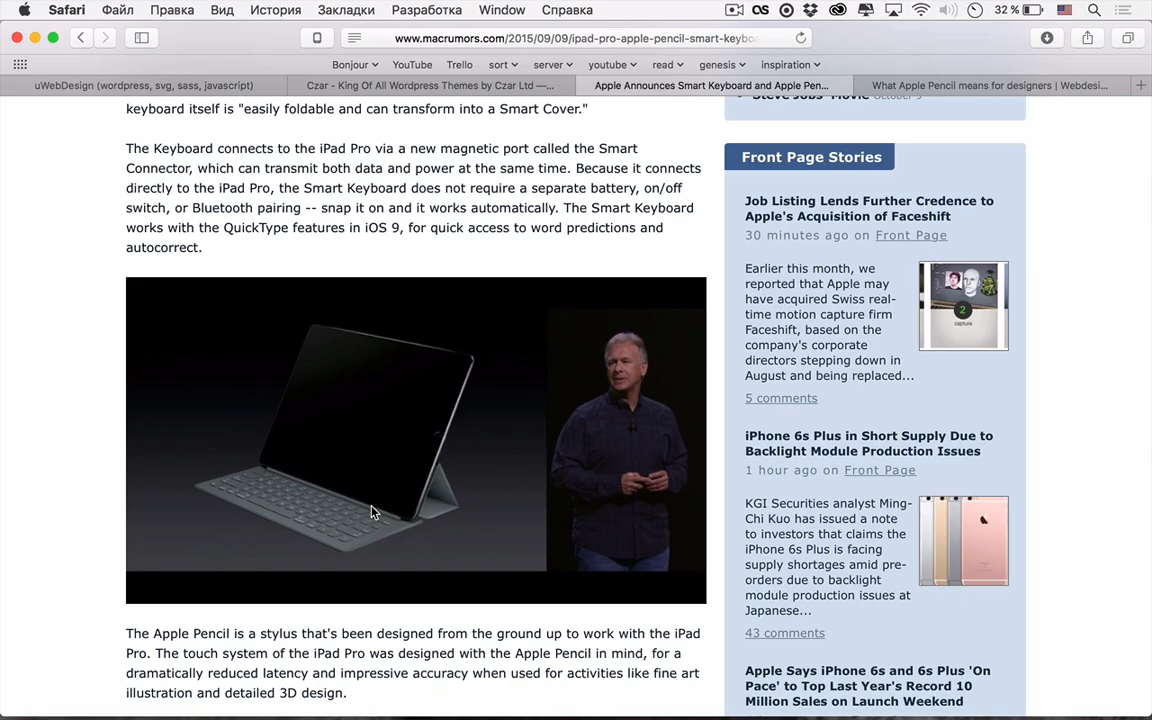 Safari Файл Правка Вид История Закладки Разработка Window Справка 32 %
www.macrumors.com/2015/09/09/ipad-pro-apple-pencil-smart-keybo
Bonjour YouTube Trello sort server youtube read genesis inspiration
uWebDesign (wordpress, svg, sass, javascript) Czar - King Of All Wordpress Themes by Czar Ltd —... Apple Announces Smart Keyboard and Apple Pen... What Apple Pencil means for designers | Webdesi...
keyboard itself is "easily foldable and can transform into a Smart Cover."
The Keyboard connects to the iPad Pro via a new magnetic port called the Smart
Connector, which can transmit both data and power at the same time. Because it connects
directly to the iPad Pro, the Smart Keyboard does not require a separate battery, on/off
switch, or Bluetooth pairing -- snap it on and it works automatically. The Smart Keyboard
works with the QuickType features in iOS 9, for quick access to word predictions and
autocorrect.
The Apple Pencil is a stylus that's been designed from the ground up to work with the iPad
Pro. The touch system of the iPad Pro was designed with the Apple Pencil in mind, for a
dramatically reduced latency and impressive accuracy when used for activities like fine art
illustration and detailed 3D design.
Steve Jobs' Movie October 5
Front Page Stories
Job Listing Lends Further Credence to
Apple's Acquisition of Faceshift
30 minutes ago on Front Page
Earlier this month, we
reported that Apple may
have acquired Swiss real-
time motion capture firm
Faceshift, based on the
company's corporate
directors stepping down in
August and being replaced...
2
capture
5 comments
iPhone 6s Plus in Short Supply Due to
Backlight Module Production Issues
1 hour ago on Front Page
KGI Securities analyst Ming-
Chi Kuo has issued a note
to investors that claims the
iPhone 6s Plus is facing
supply shortages amid pre-
orders due to backlight
module production issues at
Japanese...
43 comments
Apple Says iPhone 6s and 6s Plus 'On
Pace' to Top Last Year's Record 10
Million Sales on Launch Weekend